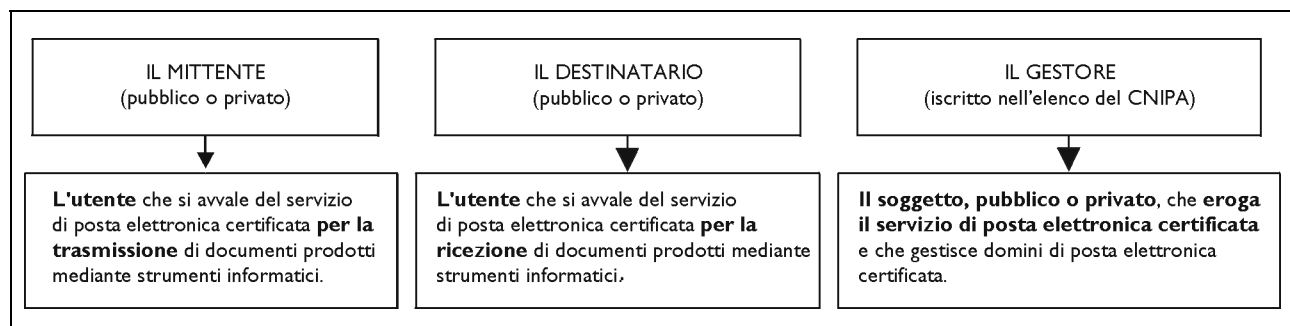 IL MITTENTE
(pubblico o privato)
L'utente che si avvale del servizio
di posta elettronica certificata per la
trasmissione di documenti prodotti
mediante strumenti informatici.
IL DESTINATARIO
(pubblico o privato)
L'utente che si avvale del servizio
di posta elettronica certificata per la
ricezione di documenti prodotti mediante
strumenti informatici.
IL GESTORE
(iscritto nell'elenco del CNIPA)
Il soggetto, pubblico o privato, che eroga
il servizio di posta elettronica certificata
e che gestisce domini di posta elettronica
certificata.